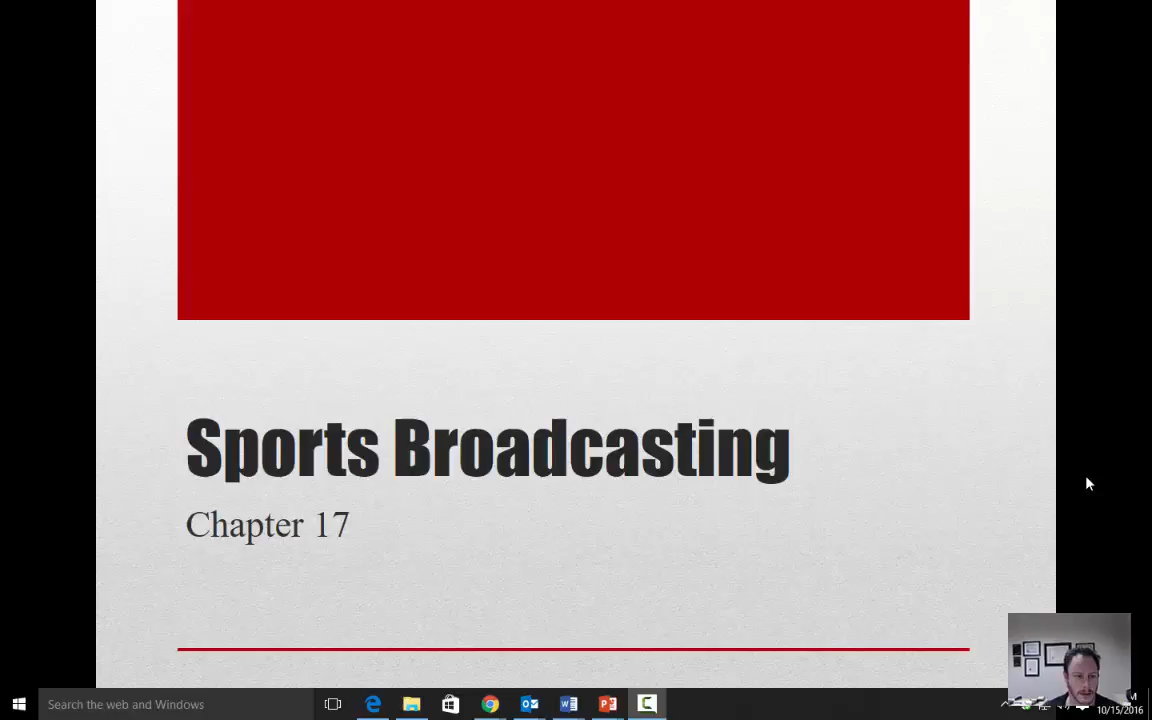 Sports Broadcasting
Chapter 17
Search the web and Windows
M
10/15/2016